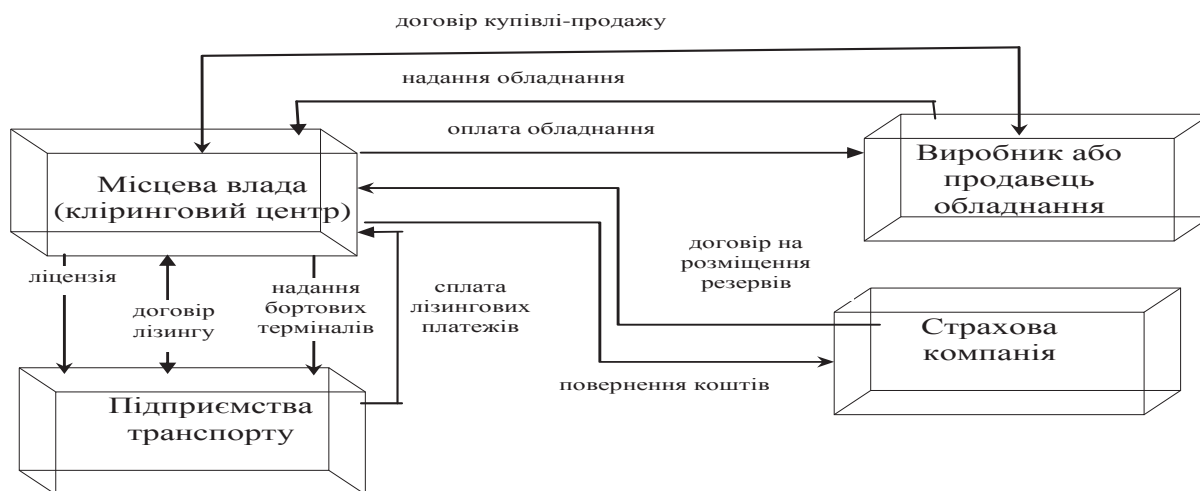 договір купівлі-продажу
надання обладнання
оплата обладнання
Місцева влада
(кліринговий центр)
Виробник або
продавець
обладнання
ліцензія
договір
лізингу
надання
бортових
терміналів
сплата
лізингових
платежів
договір на
розміщення
резервів
Страхова
компанія
повернення коштів
Підприємства
транспорту